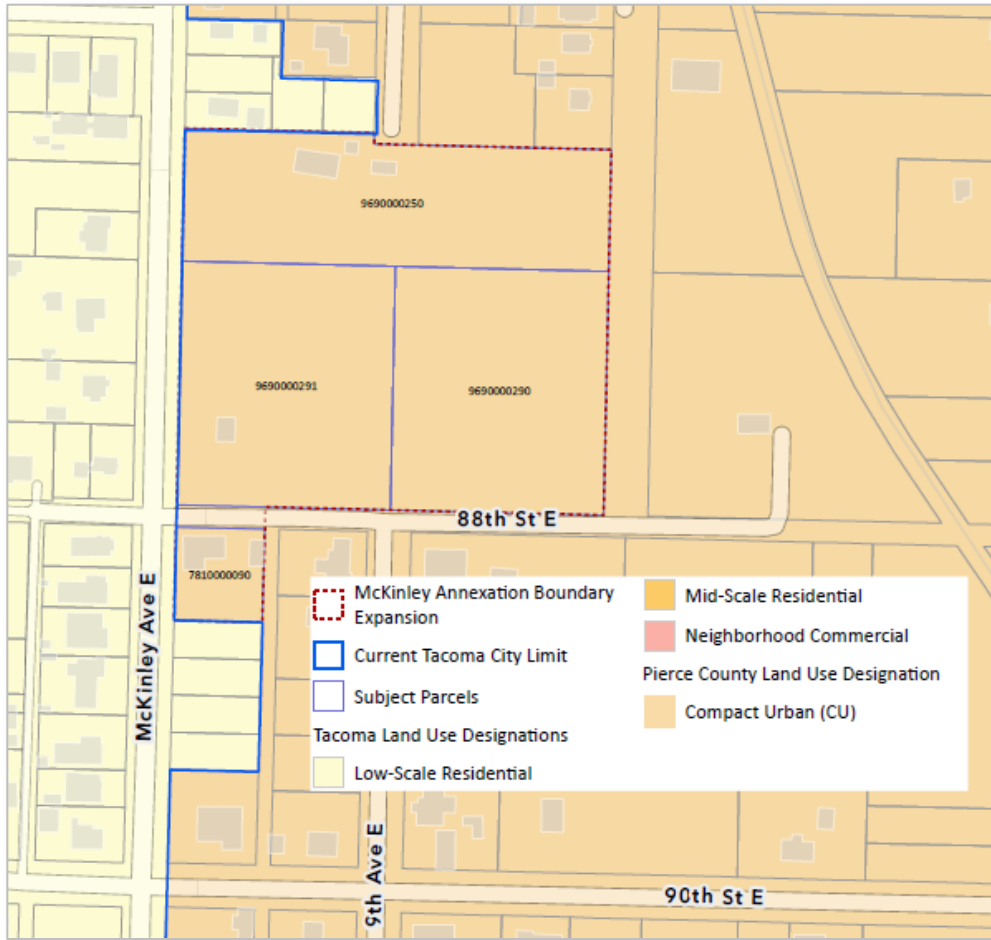 9690000250
9690000291
9690000290
88th St E
7810000090
McKinley Ave E
9th Ave E
90th St E
McKinley Annexation Boundary
Expansion
Current Tacoma City Limit
Subject Parcels
Tacoma Land Use Designations
Low-Scale Residential
Mid-Scale Residential
Neighborhood Commercial
Pierce County Land Use Designation
Compact Urban (CU)